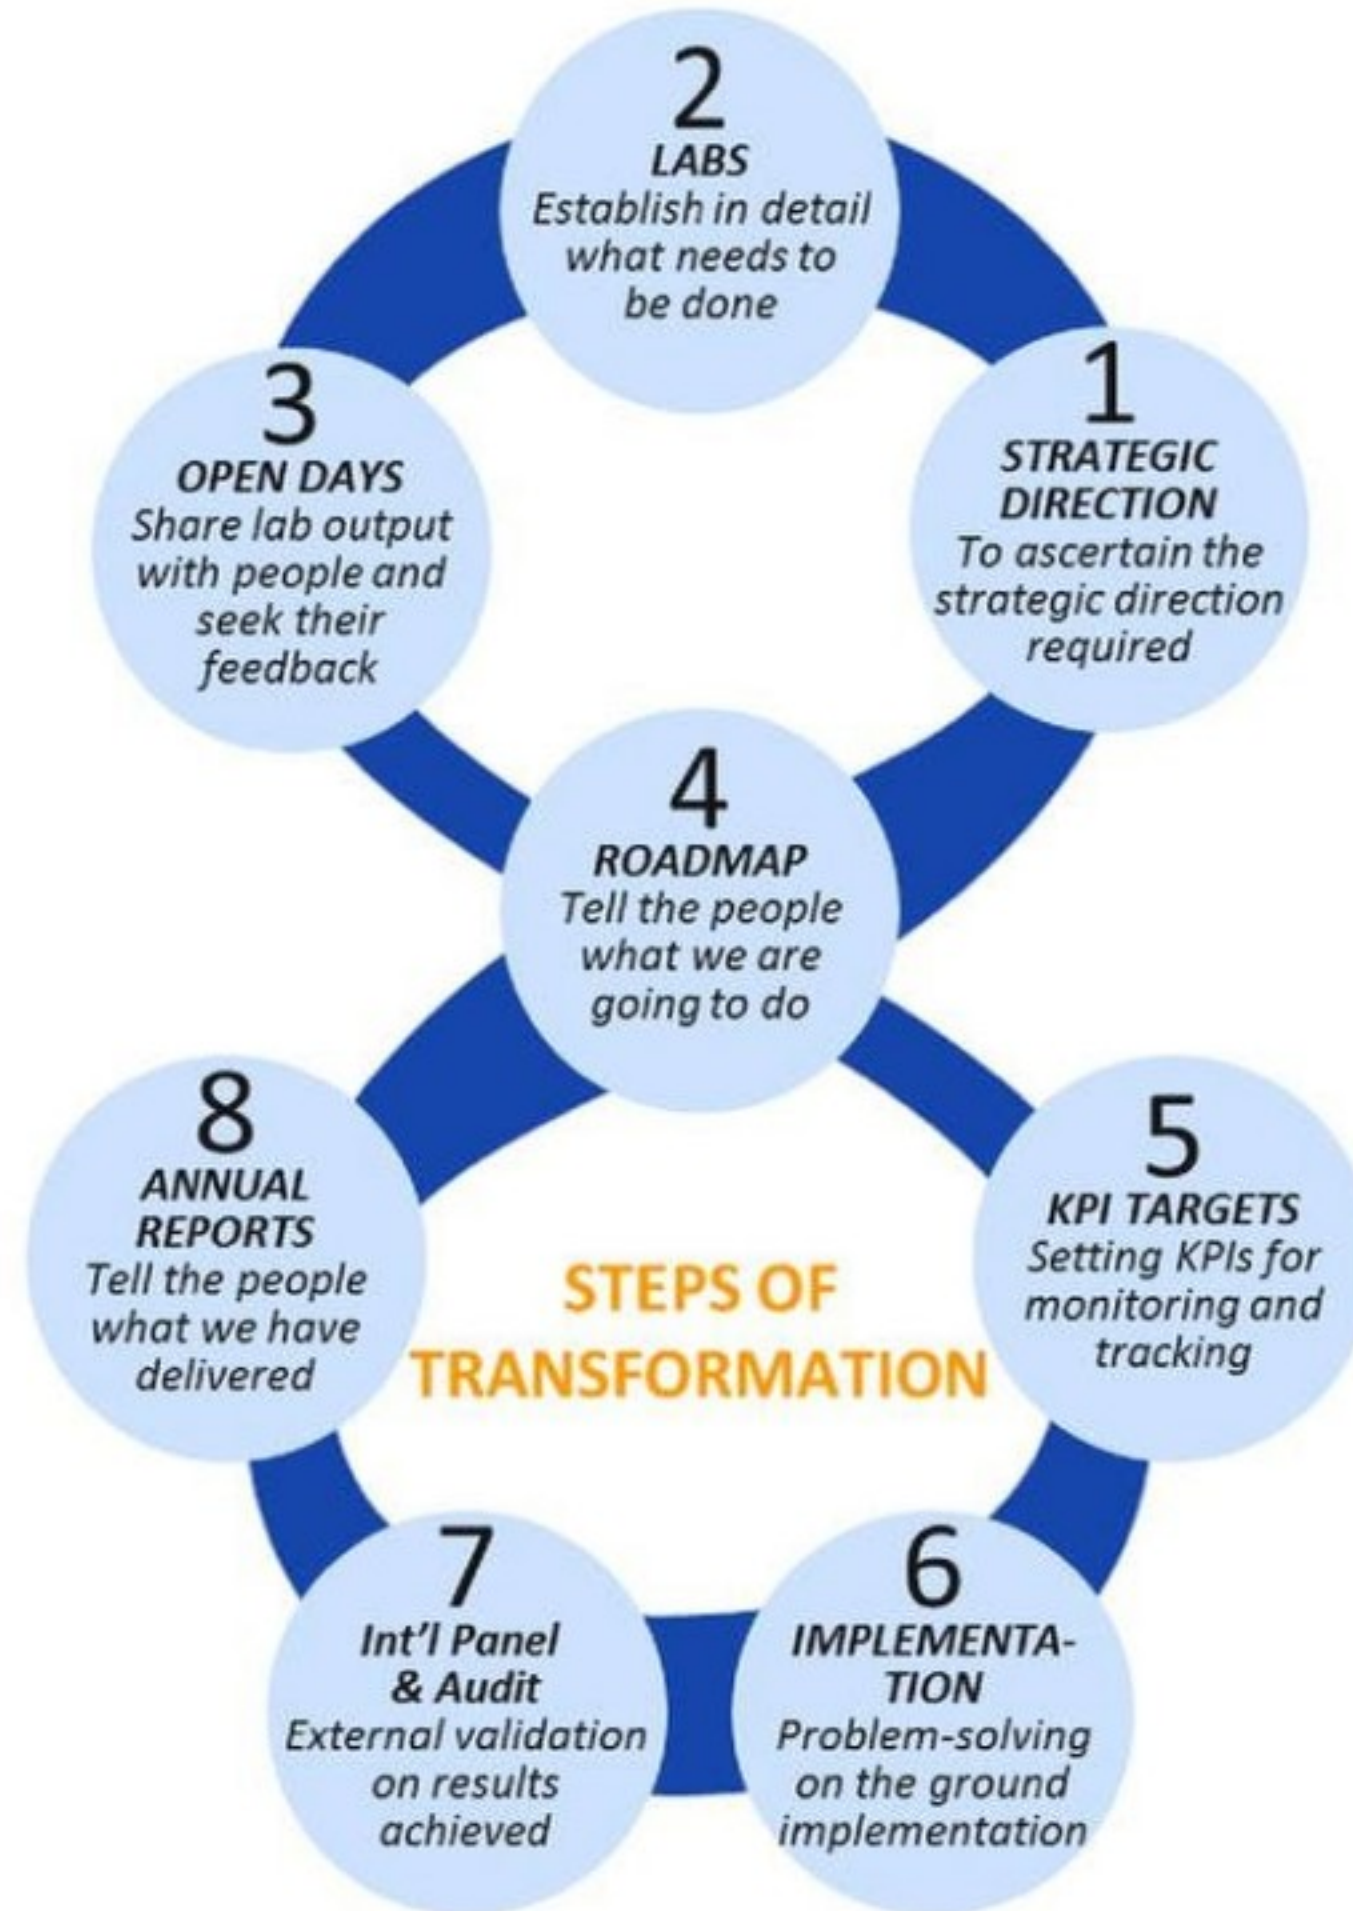 2
LABS
Establish in detail
what needs to
be done
1
STRATEGIC
DIRECTION
To ascertain the
strategic direction
required
3
OPEN DAYS
Share lab output
with people and
seek their
feedback
4
ROADMAP
Tell the people
what we are
going to do
8
ANNUAL
REPORTS
Tell the people
what we have
delivered
5
KPI TARGETS
Setting KPIs for
monitoring and
tracking
STEPS OF
TRANSFORMATION
7
Int'l Panel
& Audit
External validation
on results
achieved
6
IMPLEMENTA-
TION
Problem-solving
on the ground
implementation